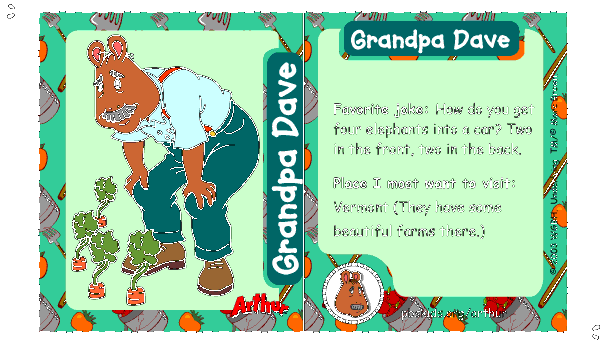 Grandpa Dave
Arthur
Grandpa Dave
Favorite joke: How do you get
four elephants into a car? Two
in the front, two in the back.
Place I most want to visit:
Vermont (They have some
beautiful farms there.)
pbskids.org/arthur